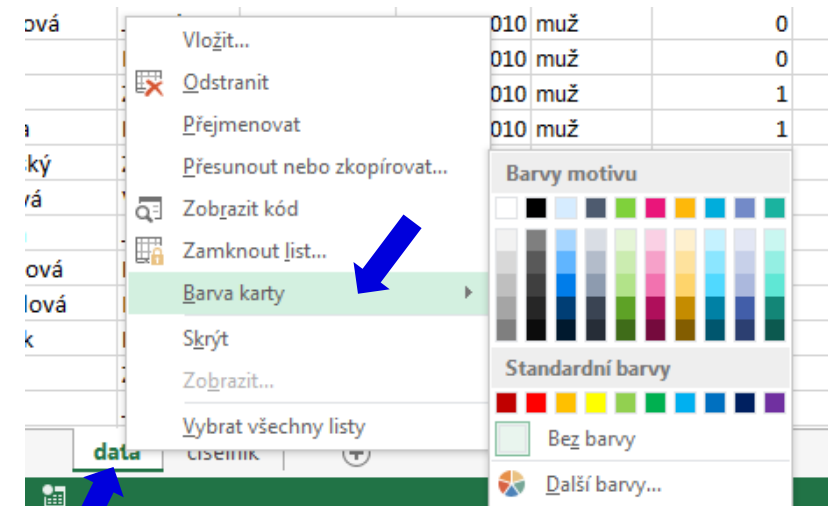 ová 010 muž 0
010 muž 0
010 muž 1
010 muž 1
ský
vá
ová
lová
k
Vložit...
Odstranit
Přejmenovat
Přesunout nebo zkopírovat...
Zobrazit kód
Zamknout list...
Barva karty
Skrýt
Zobrazit...
Vybrat všechny listy
Barvy motivu
Standardní barvy
Bez barvy
Další barvy...
data číselník